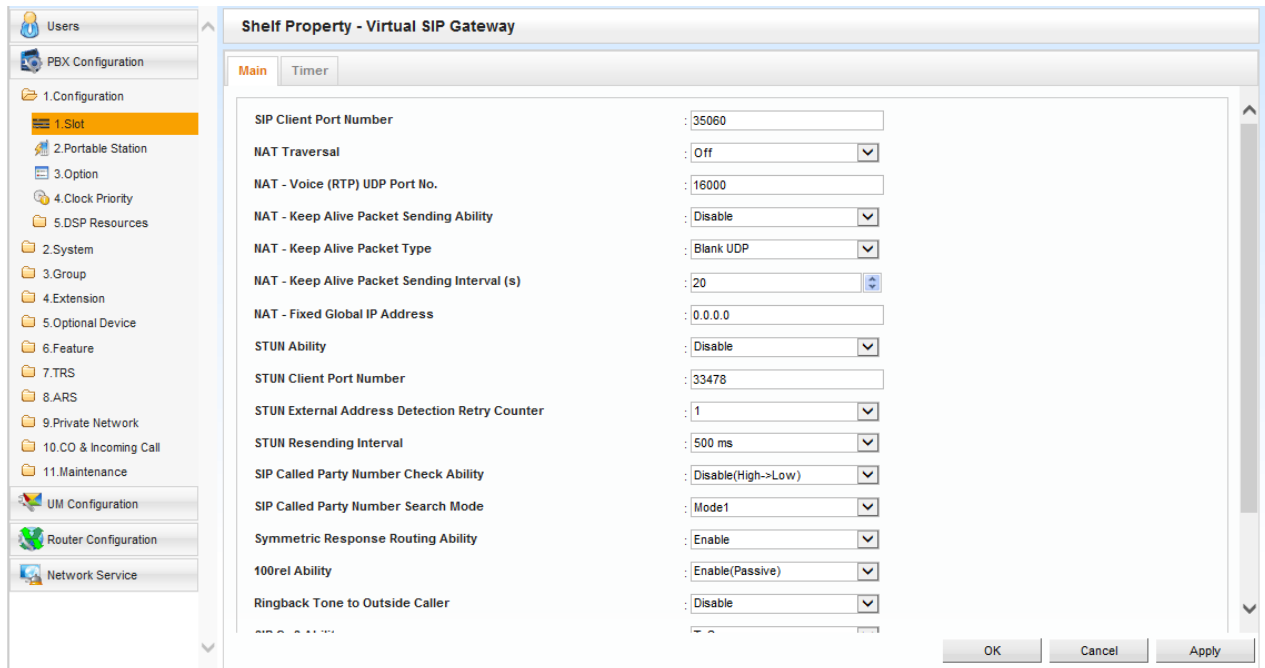 Users
PBX Configuration
1.Configuration
1.Slot
2.Portable Station
3.Option
4.Clock Priority
5.DSP Resources
2.System
3.Group
4.Extension
5.Optional Device
6.Feature
7.TRS
8.ARS
9.Private Network
10.CO & Incoming Call
11.Maintenance
UM Configuration
Router Configuration
Network Service
Shelf Property - Virtual SIP Gateway
Main Timer
SIP Client Port Number : 35060
NAT Traversal : Off
NAT - Voice (RTP) UDP Port No. : 16000
NAT - Keep Alive Packet Sending Ability : Disable
NAT - Keep Alive Packet Type : Blank UDP
NAT - Keep Alive Packet Sending Interval (s) : 20
NAT - Fixed Global IP Address : 0.0.0.0
STUN Ability : Disable
STUN Client Port Number : 33478
STUN External Address Detection Retry Counter : 1
STUN Resending Interval : 500 ms
SIP Called Party Number Check Ability : Disable(High->Low)
SIP Called Party Number Search Mode : Mode1
Symmetric Response Routing Ability : Enable
100rel Ability : Enable(Passive)
Ringback Tone to Outside Caller : Disable
OK Cancel Apply